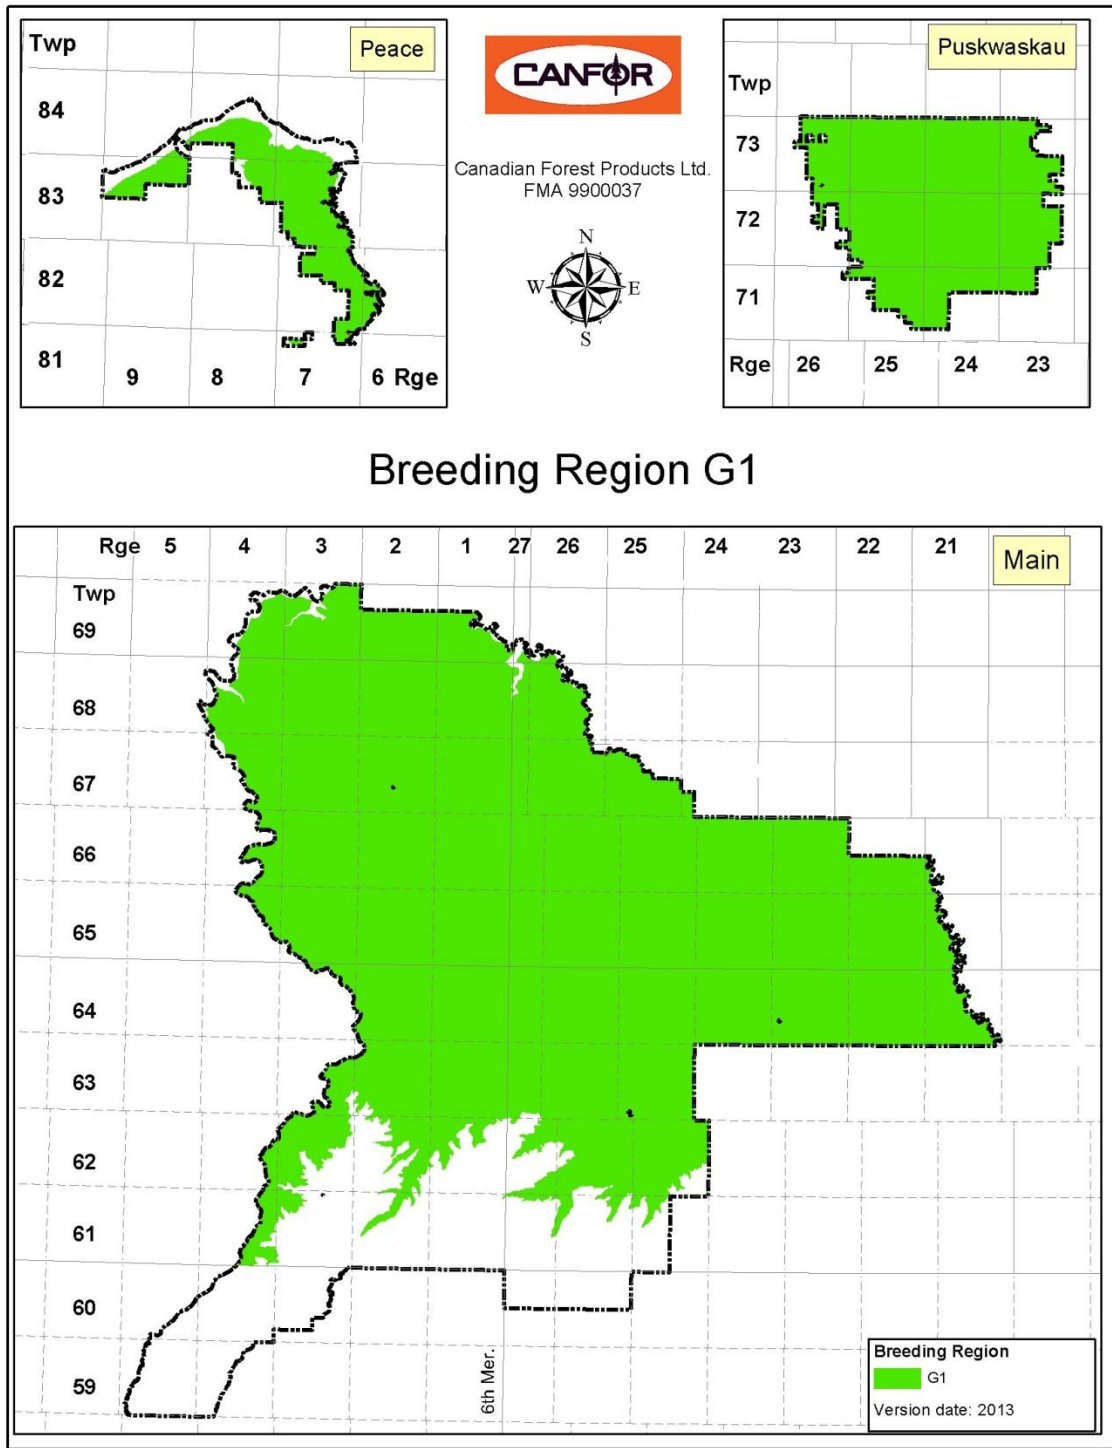 Twp
Peace
84
83
82
81
9 8 7 6 Rge
CANFOR
Canadian Forest Products Ltd.
FMA 9900037
N
W E
S
Puskwaskau
Twp
73
72
71
Rge 26 25 24 23
Breeding Region G1
Rge 5 4 3 2 1 27 26 25 24 23 22 21
Main
Twp
69
68
67
66
65
64
63
62
61
60
59
6th Mer.
Breeding Region
G1
Version date: 2013